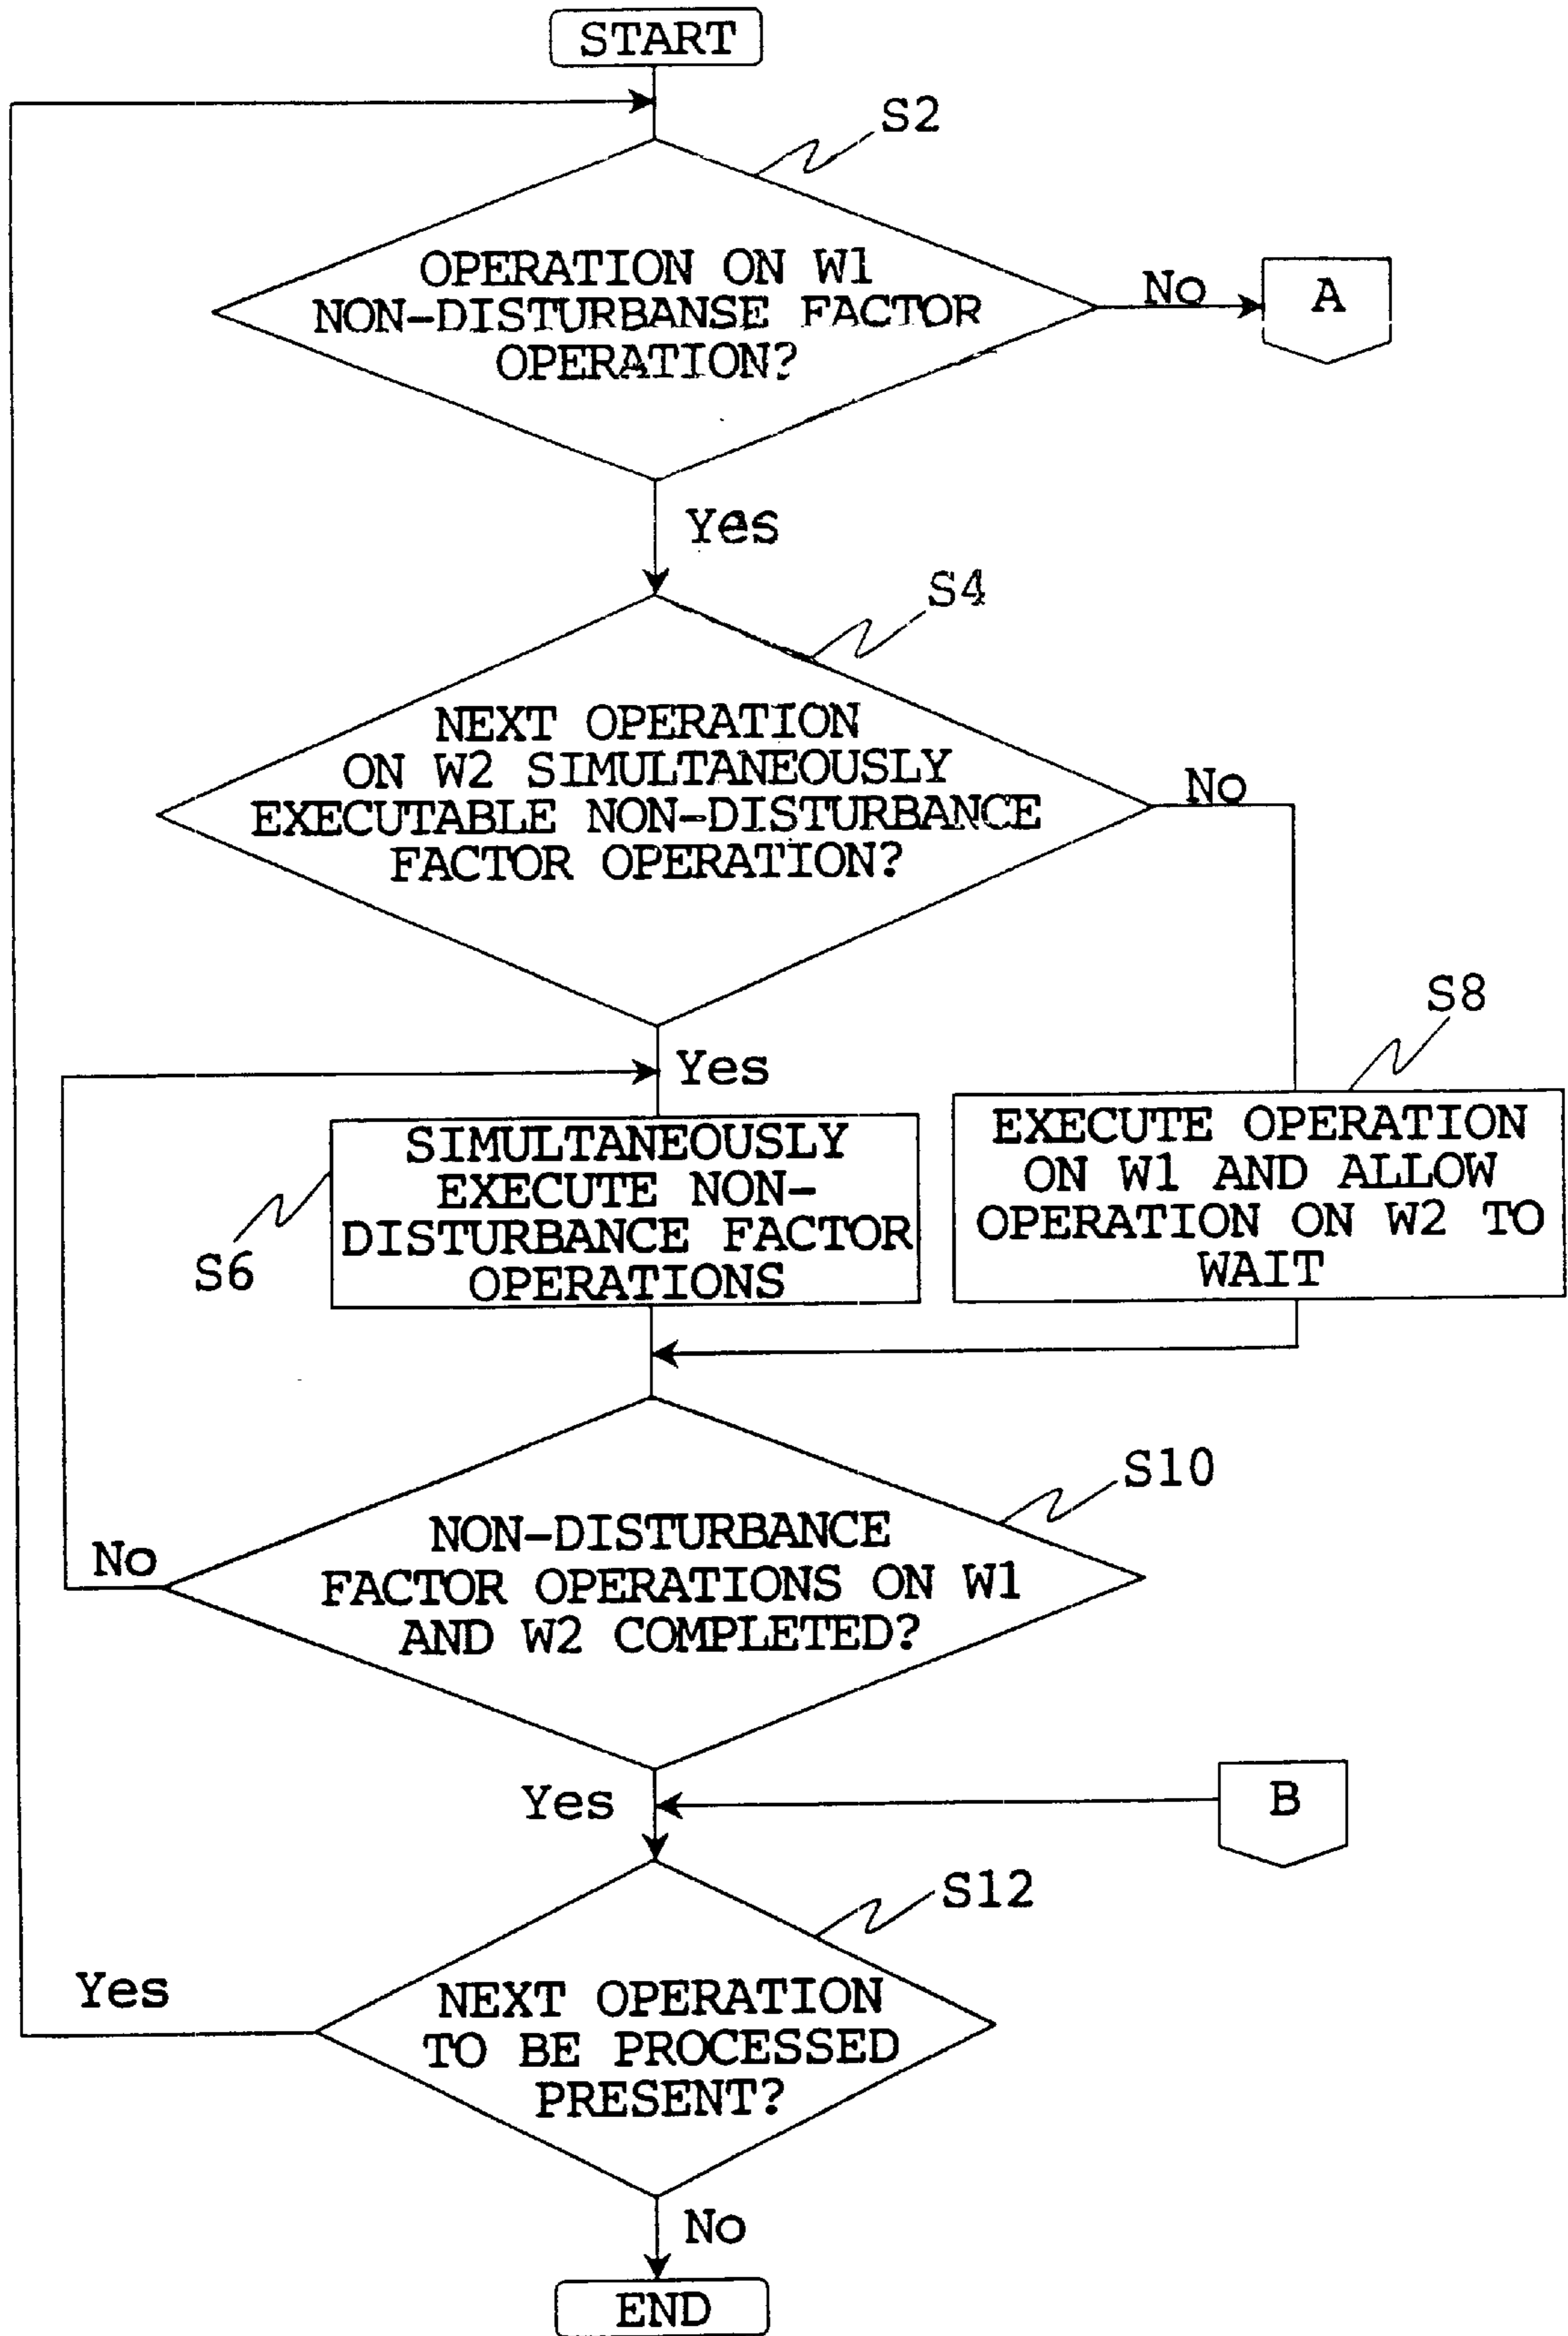 START
S2
OPERATION ON W1
NON-DISTURBANSE FACTOR
OPERATION?
No
A
Yes
S4
NEXT OPERATION
ON W2 SIMULTANEOUSLY
EXECUTABLE NON-DISTURBANCE
FACTOR OPERATION?
No
Yes
S8
SIMULTANEOUSLY
EXECUTE NON-
DISTURBANCE FACTOR
OPERATIONS
S6
EXECUTE OPERATION
ON W1 AND ALLOW
OPERATION ON W2 TO
WAIT
S10
NON-DISTURBANCE
FACTOR OPERATIONS ON W1
AND W2 COMPLETED?
No
Yes
B
S12
NEXT OPERATION
TO BE PROCESSED
PRESENT?
Yes
No
END